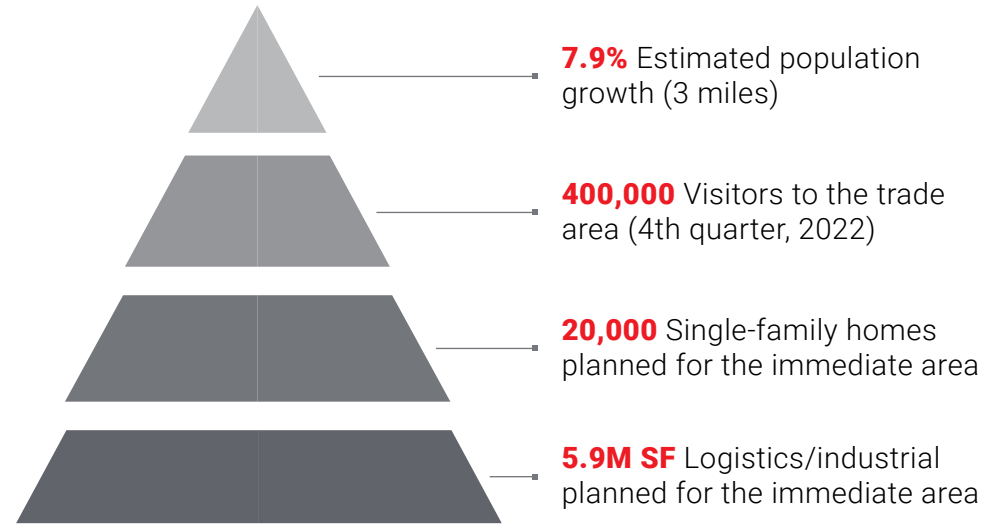 7.9% Estimated population
growth (3 miles)
400,000 Visitors to the trade
area (4th quarter, 2022)
20,000 Single-family homes
planned for the immediate area
5.9M SF Logistics/industrial
planned for the immediate area